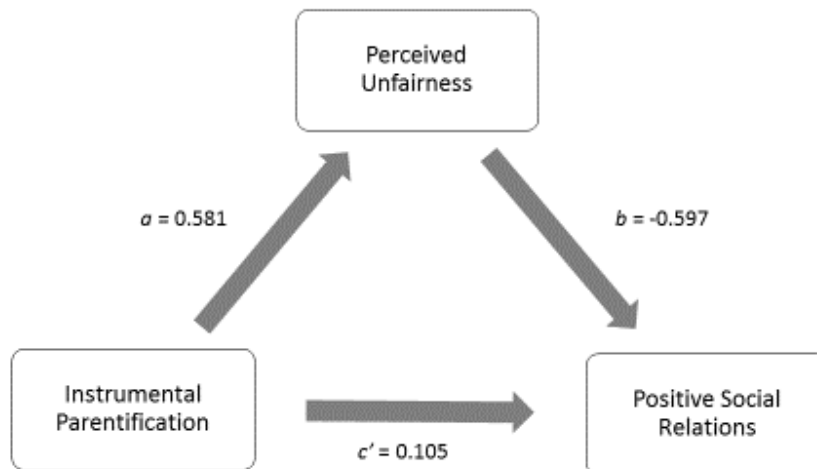 Perceived
Unfairness
a = 0.581
b = -0.597
Instrumental
Parentification
c' = 0.105
Positive Social
Relations